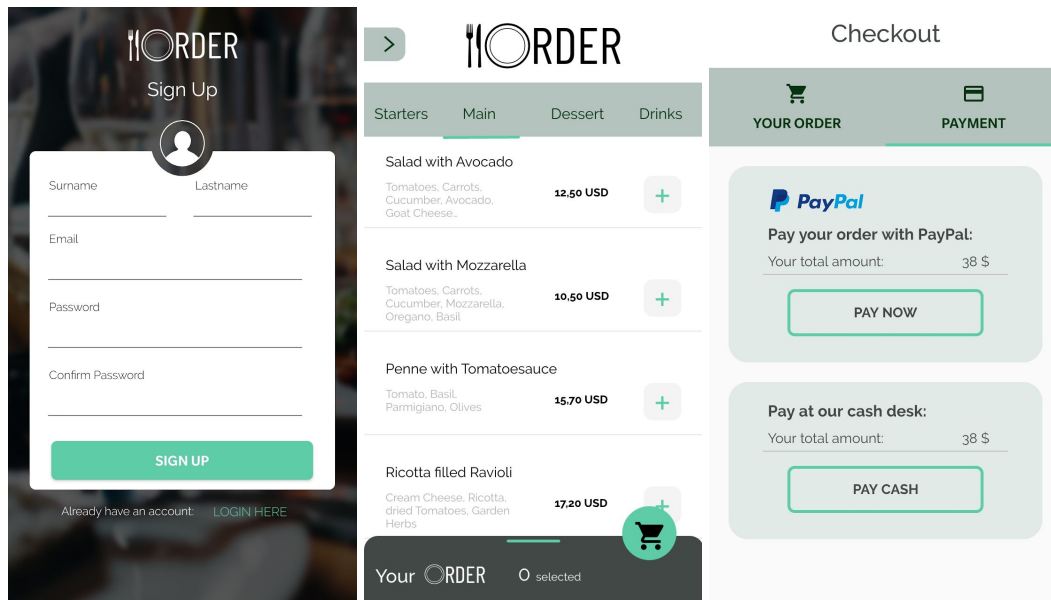 ORDER
Sign Up
Surname
Lastname
Email
Password
Confirm Password
SIGN UP
Already have an account:
LOGIN HERE
ORDER
Starters
Main
Dessert
Drinks
Salad with Avocado
Tomatoes, Carrots,
Cucumber, Avocado,
Goat Cheese...
12,50 USD
+
Salad with Mozzarella
Tomatoes, Carrots,
Cucumber, Mozzarella,
Oregano, Basil
10,50 USD
+
Penne with Tomatoesauce
Tomato, Basil,
Parmigiano, Olives
15,70 USD
+
Ricotta filled Ravioli
Cream Cheese, Ricotta,
dried Tomatoes, Garden
Herbs
17,20 USD
+
Your ORDER
0 selected
Checkout
YOUR ORDER
PAYMENT
PayPal
Pay your order with PayPal:
Your total amount: 38 $
PAY NOW
Pay at our cash desk:
Your total amount: 38 $
PAY CASH